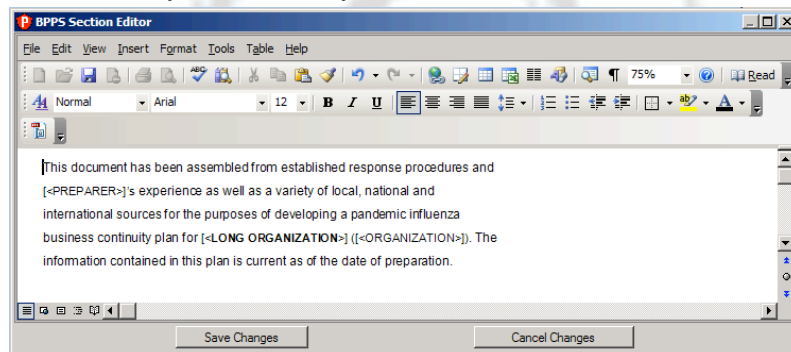 BPPS Section Editor
File Edit View Insert Format Tools Table Help
ABC 75% Read
Normal Arial 12 B I U ab A
This document has been assembled from established response procedures and
[<PREPARER>]'s experience as well as a variety of local, national and
international sources for the purposes of developing a pandemic influenza
business continuity plan for [<LONG ORGANIZATION>] ([<ORGANIZATION>]). The
information contained in this plan is current as of the date of preparation.
Save Changes Cancel Changes